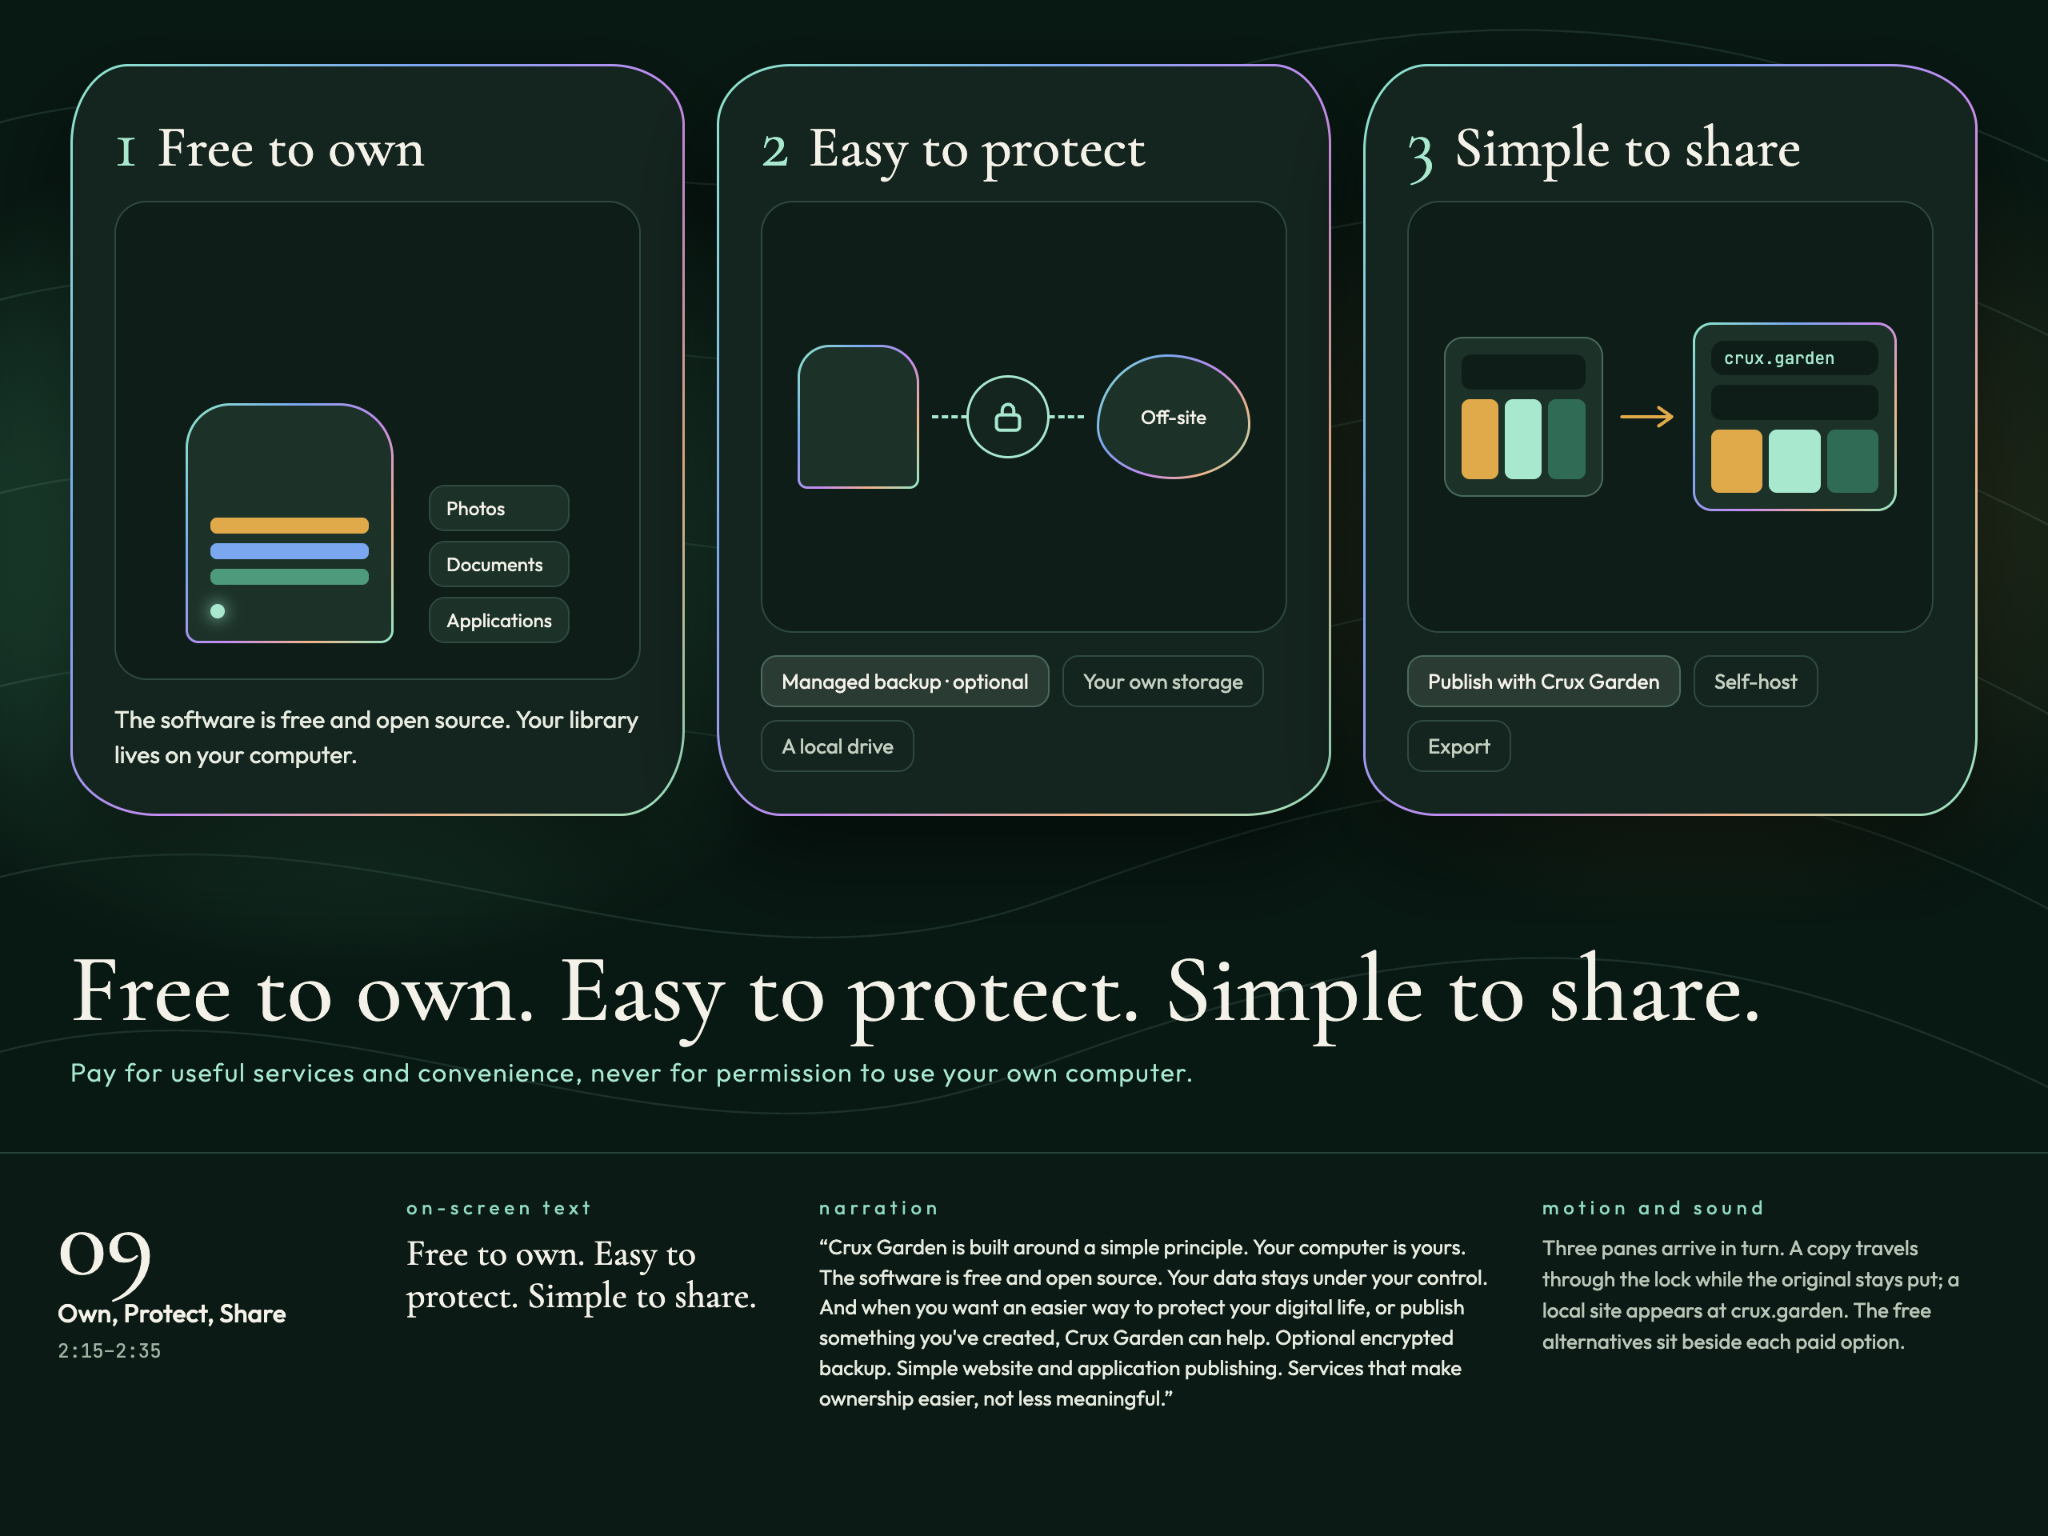 1 Free to own
Photos
Documents
Applications
The software is free and open source. Your library
lives on your computer.
2 Easy to protect
Off-site
Managed backup · optional
Your own storage
A local drive
3 Simple to share
crux.garden
Publish with Crux Garden
Self-host
Export
Free to own. Easy to protect. Simple to share.
Pay for useful services and convenience, never for permission to use your own computer.
09
Own, Protect, Share
2:15–2:35
on-screen text
Free to own. Easy to
protect. Simple to share.
narration
“Crux Garden is built around a simple principle. Your computer is yours.
The software is free and open source. Your data stays under your control.
And when you want an easier way to protect your digital life, or publish
something you've created, Crux Garden can help. Optional encrypted
backup. Simple website and application publishing. Services that make
ownership easier, not less meaningful.”
motion and sound
Three panes arrive in turn. A copy travels
through the lock while the original stays put; a
local site appears at crux.garden. The free
alternatives sit beside each paid option.